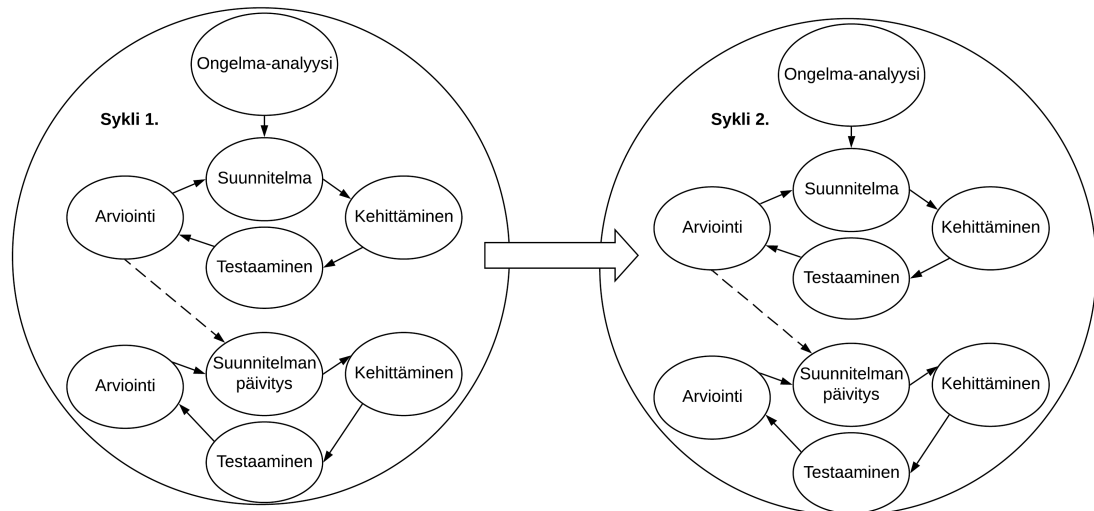 Ongelma-analyysi
Sykli 1.
Suunnitelma
Arviointi
Kehittäminen
Testaaminen
Suunnitelman
päivitys
Arviointi
Kehittäminen
Testaaminen
Ongelma-analyysi
Sykli 2.
Suunnitelma
Arviointi
Kehittäminen
Testaaminen
Suunnitelman
päivitys
Arviointi
Kehittäminen
Testaaminen